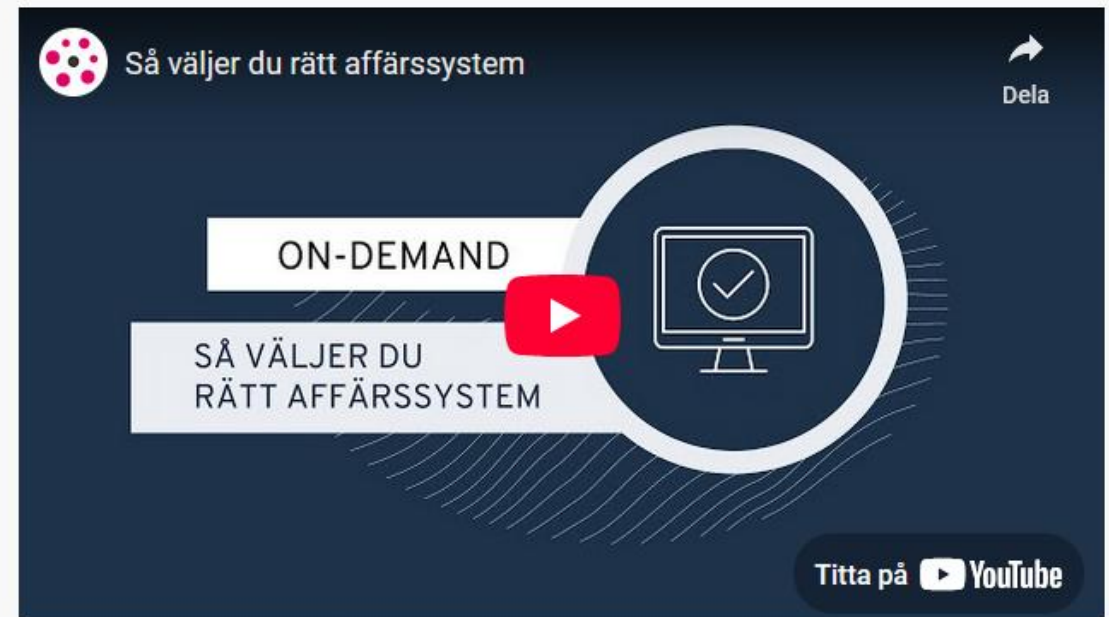 Så väljer du rätt affärssystem
Dela
ON-DEMAND
SÅ VÄLJER DU
RÄTT AFFÄRSSYSTEM
Titta på YouTube